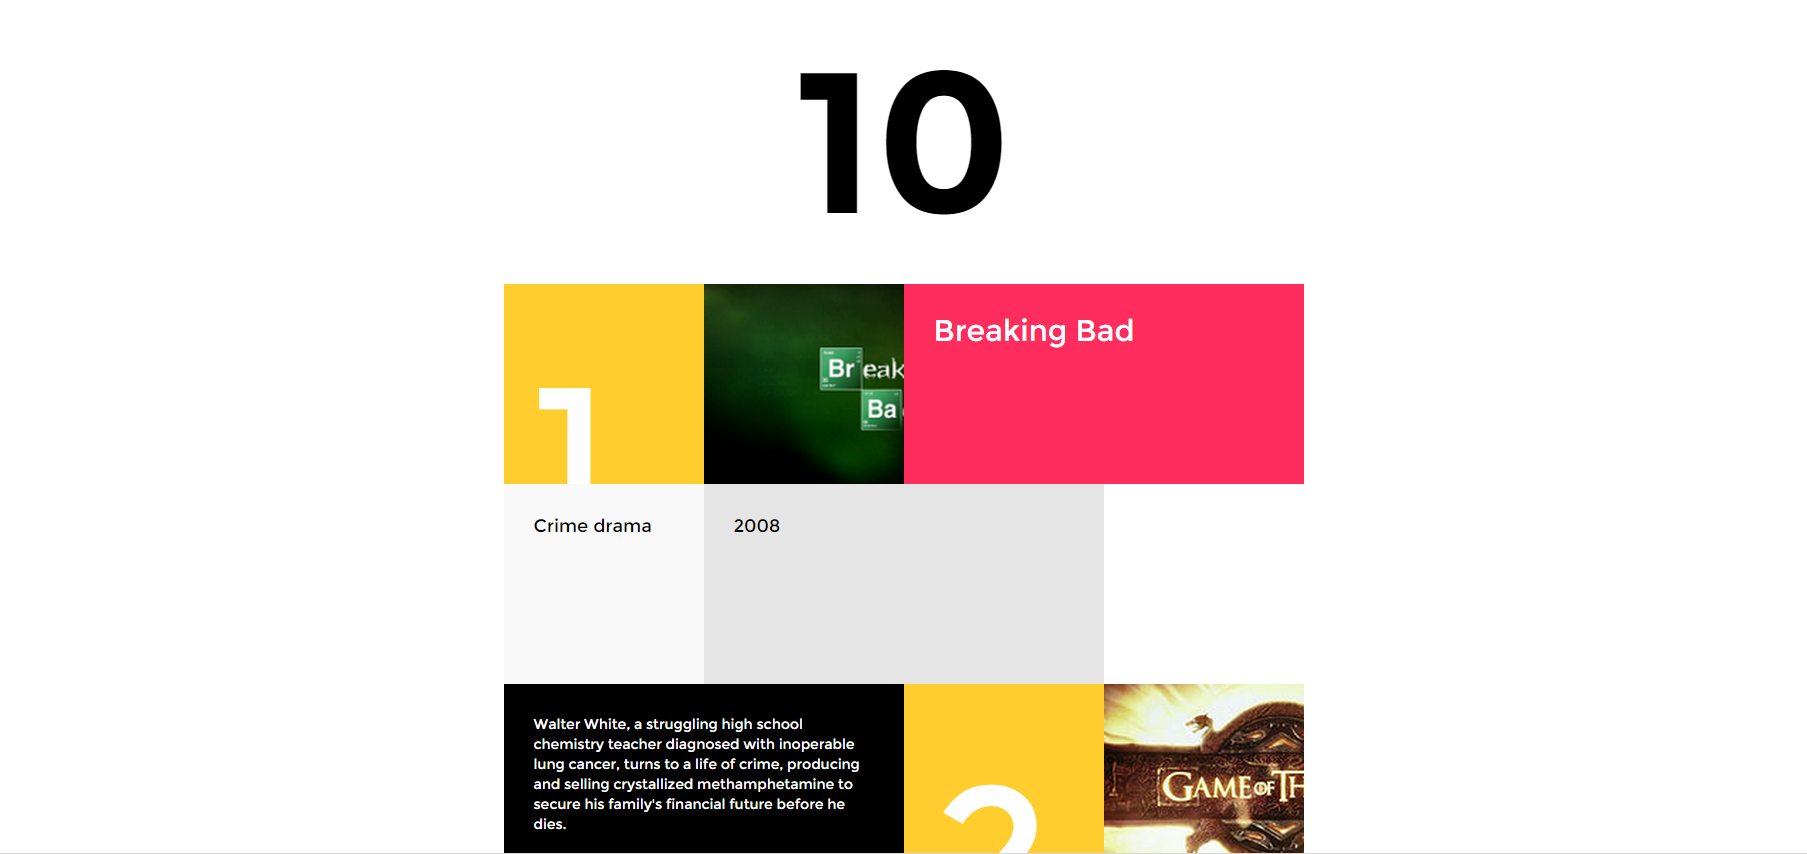 10
1
Breaking Bad
Br eak
Ba
Crime drama
2008
Walter White, a struggling high school
chemistry teacher diagnosed with inoperable
lung cancer, turns to a life of crime, producing
and selling crystallized methamphetamine to
secure his family's financial future before he
dies.
2
GAME OF TH